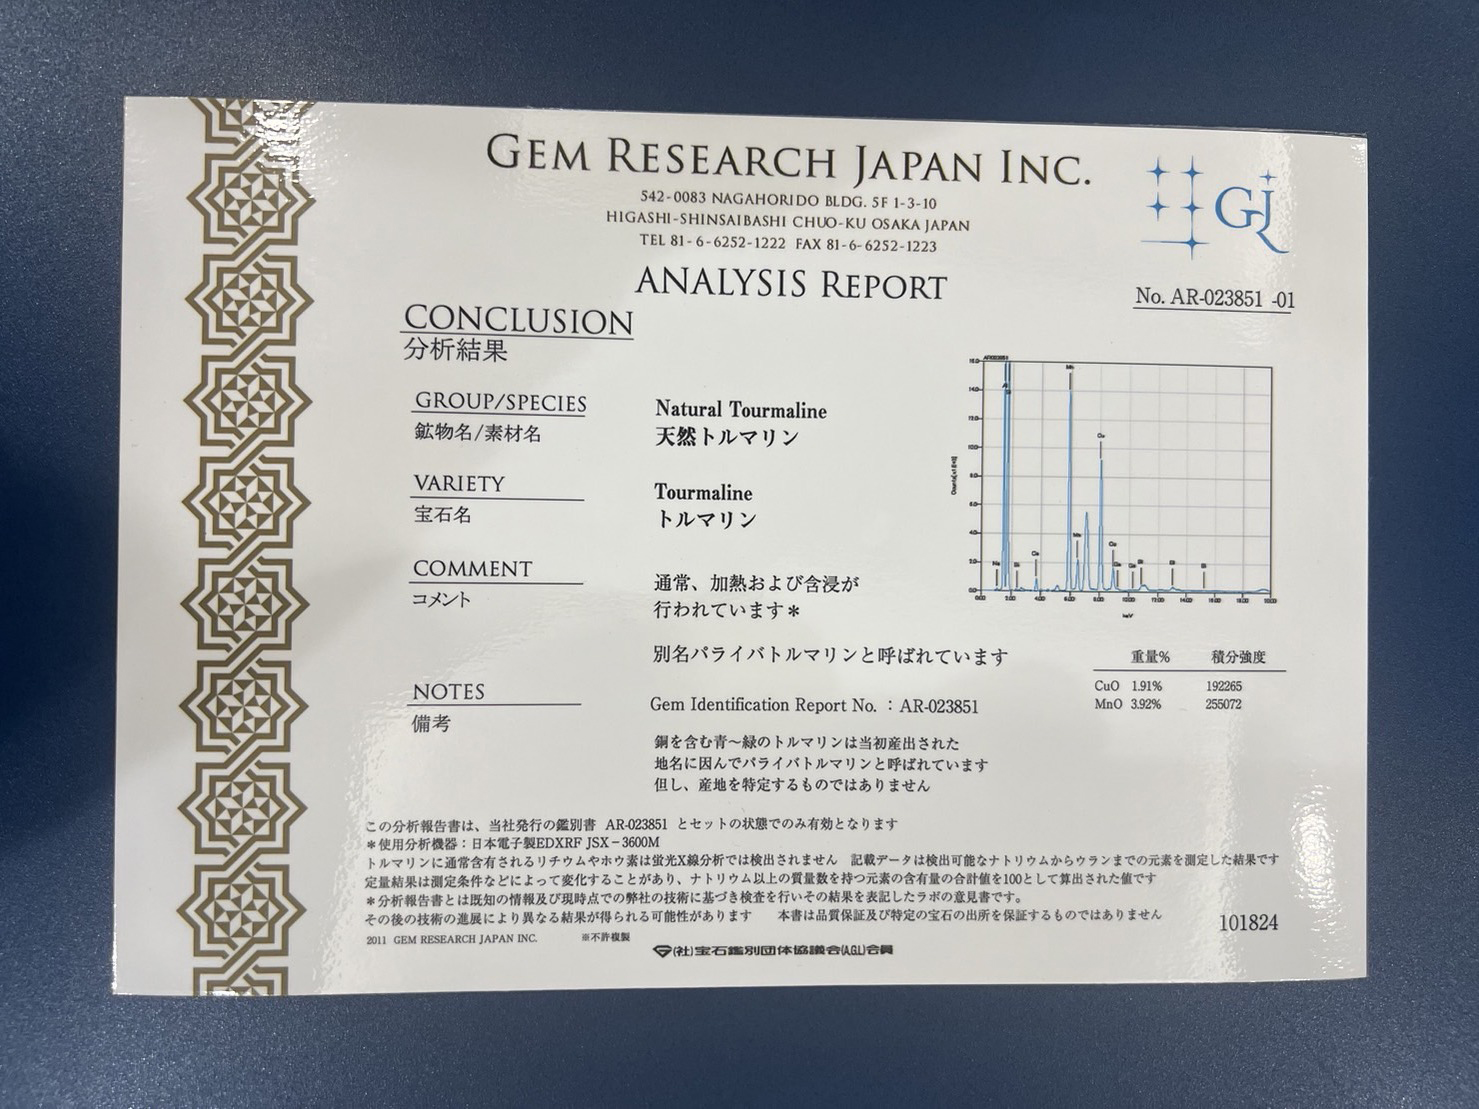 GEM RESEARCH JAPAN INC.
542-0083 NAGAHORIDO BLDG. 5F 1-3-10
HIGASHI-SHINSAIBASHI CHUO-KU OSAKA JAPAN
TEL 81-6-6252-1222 FAX 81-6-6252-1223
GJ
ANALYSIS REPORT
No. AR-023851 -01
CONCLUSION
分析結果
GROUP/SPECIES
鉱物名/素材名
Natural Tourmaline
天然トルマリン
VARIETY
宝石名
Tourmaline
トルマリン
COMMENT
コメント
通常、加熱および含浸が
行われています＊
別名パライバトルマリンと呼ばれています
重量% 積分強度
CuO 1.91% 192265
MnO 3.92% 255072
NOTES
備考
Gem Identification Report No. : AR-023851
銅を含む青～緑のトルマリンは当初産出された
地名に因んでパライバトルマリンと呼ばれています
但し、産地を特定するものではありません
この分析報告書は、当社発行の鑑別書 AR-023851 とセットの状態でのみ有効となります
＊使用分析機器：日本電子製EDXRF JSX－3600M
トルマリンに通常含有されるリチウムやホウ素は蛍光X線分析では検出されません 記載データは検出可能なナトリウムからウランまでの元素を測定した結果です
定量結果は測定条件などによって変化することがあり、ナトリウム以上の質量数を持つ元素の含有量の合計値を100として算出された値です
＊分析報告書とは既知の情報及び現時点での弊社の技術に基づき検査を行いその結果を表記したラボの意見書です。
その後の技術の進展により異なる結果が得られる可能性があります 本書は品質保証及び特定の宝石の出所を保証するものではありません
101824
2011 GEM RESEARCH JAPAN INC. ※不許複製
(社)宝石鑑別団体協議会(AGL)会員